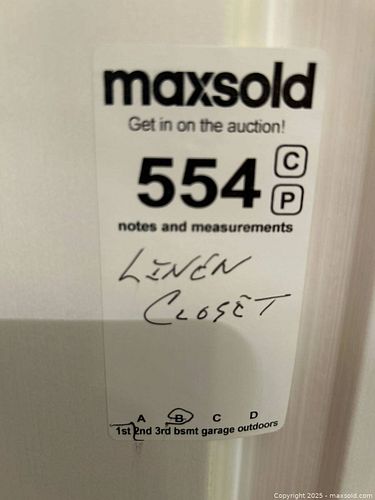 maxsold
Get in on the auction!
554 C
P
notes and measurements
LINEN
CLOSET
A B C D
1st 2nd 3rd bsmt garage outdoors
Copyright 2025 - maxsold.com